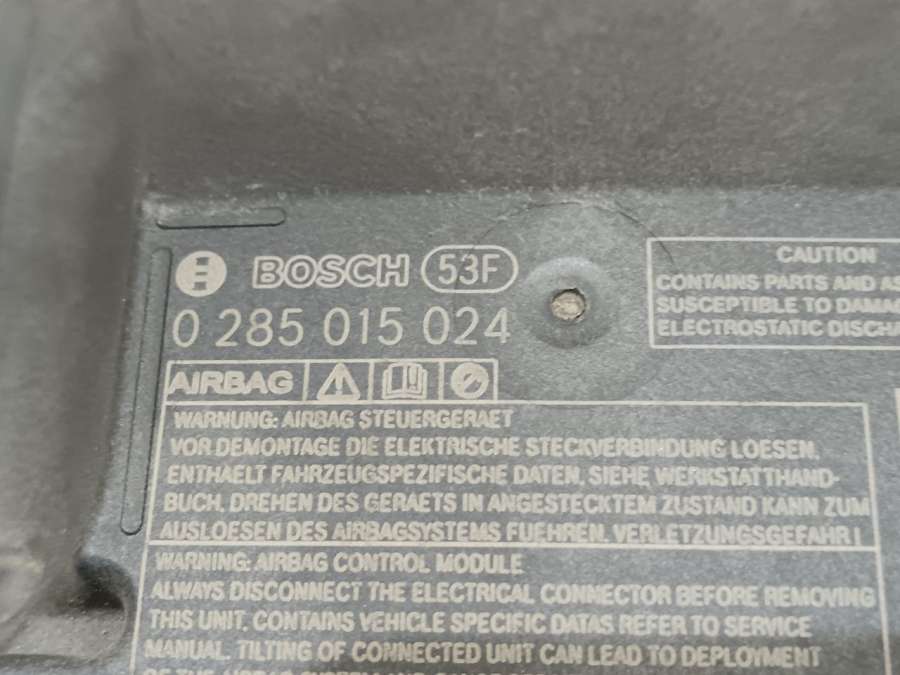 BOSCH 53F
0 285 015 024
AIRBAG
CAUTION
CONTAINS PARTS AND AS
SUSCEPTIBLE TO DAMA
ELECTROSTATIC DISCHA
WARNUNG: AIRBAG STEUERGERAET
VOR DEMONTAGE DIE ELEKTRISCHE STECKVERBINDUNG LOESEN.
ENTHAELT FAHRZEUGSPEZIFISCHE DATEN, SIEHE WERKSTATTHAND-
BUCH. DREHEN DES GERAETS IN ANGESTECKTEM ZUSTAND KANN ZUM
AUSLOESEN DES AIRBAGSYSTEMS FUEHREN. VERLETZUNGSGEFAHR!
WARNING: AIRBAG CONTROL MODULE
ALWAYS DISCONNECT THE ELECTRICAL CONNECTOR BEFORE REMOVING
THIS UNIT. CONTAINS VEHICLE SPECIFIC DATAS REFER TO SERVICE
MANUAL. TILTING OF CONNECTED UNIT CAN LEAD TO DEPLOYMENT